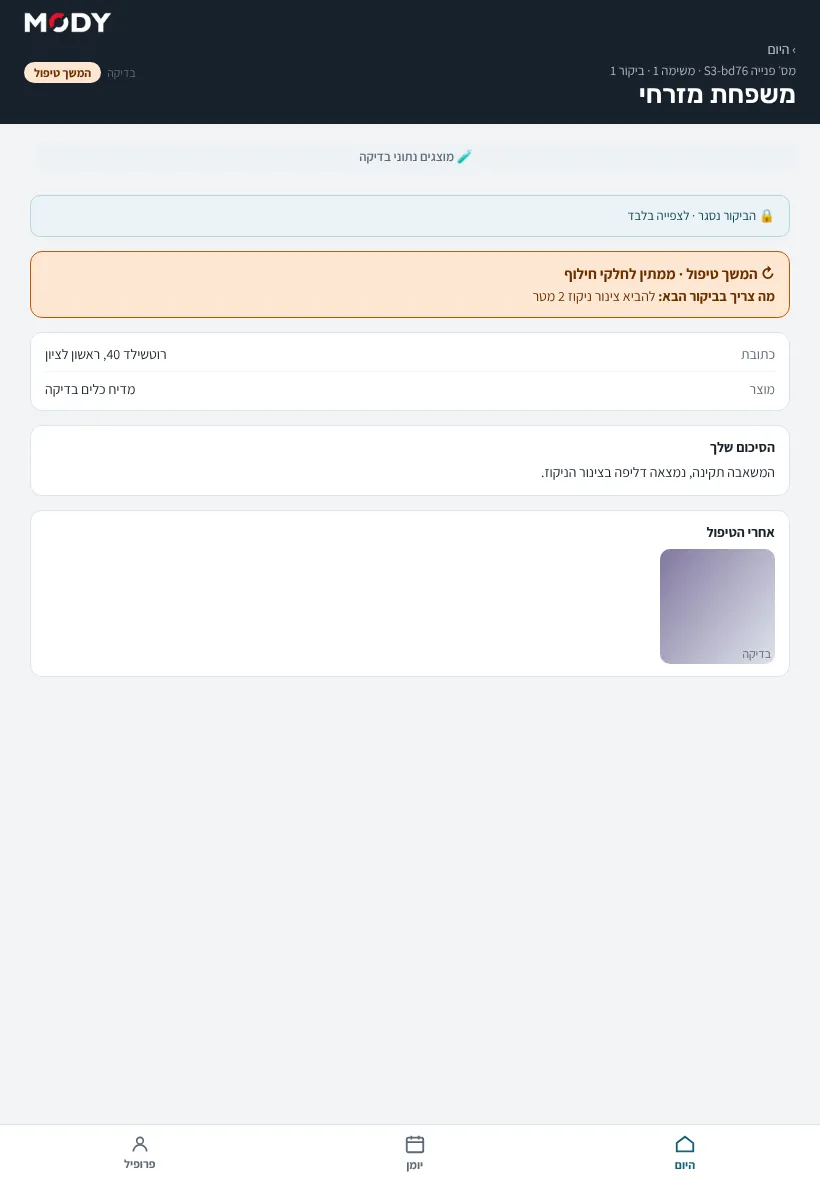 MODY
› היום
מס׳ פנייה S3-bd76 · משימה 1 · ביקור 1
משפחת מזרחי
בדיקה
המשך טיפול
🧪 מוצגים נתוני בדיקה
🔒 הביקור נסגר · לצפייה בלבד
↻ המשך טיפול · ממתין לחלקי חילוף
מה צריך בביקור הבא: להביא צינור ניקוז 2 מטר
כתובת רוטשילד 40, ראשון לציון
מוצר מדיח כלים בדיקה
הסיכום שלך
המשאבה תקינה, נמצאה דליפה בצינור הניקוז.
אחרי הטיפול
בדיקה
היום
יומן
פרופיל